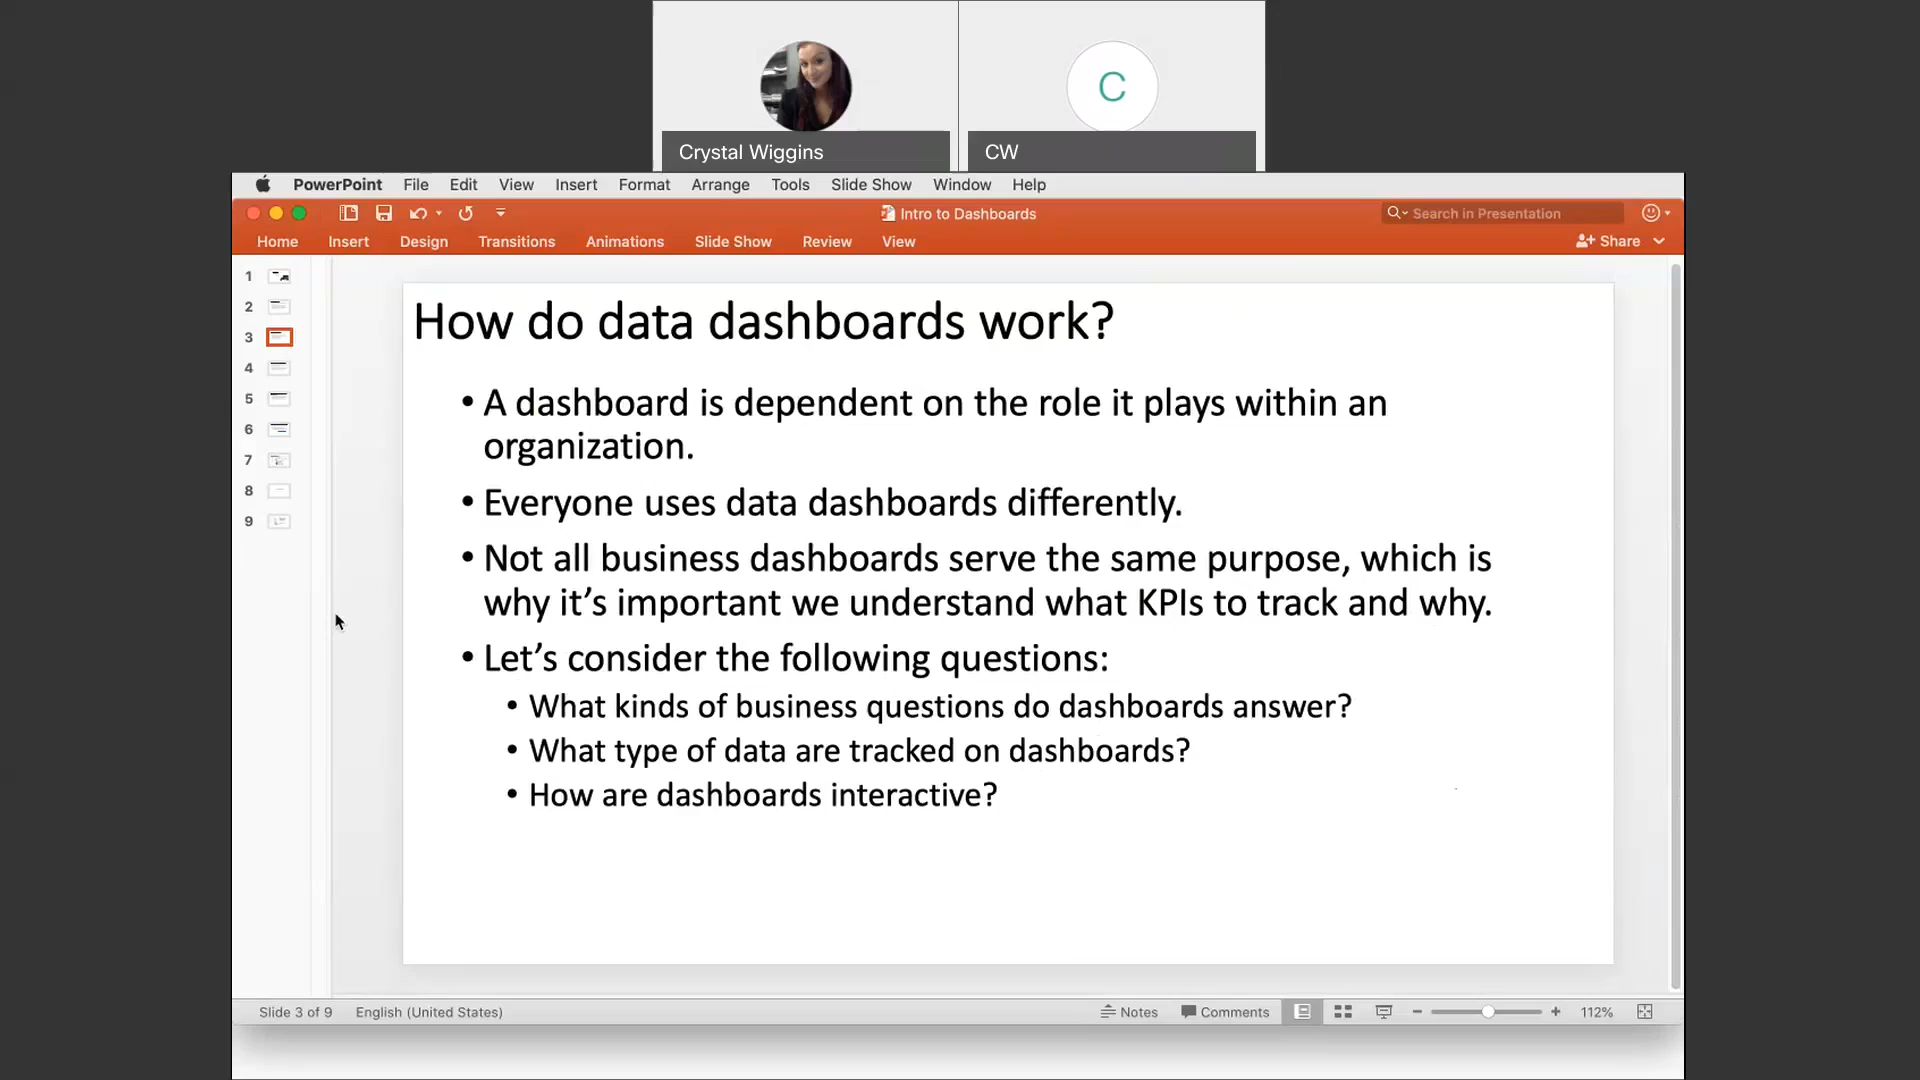 C
Crystal Wiggins
CW
PowerPoint File Edit View Insert Format Arrange Tools Slide Show Window Help
Intro to Dashboards
Search in Presentation
Home Insert Design Transitions Animations Slide Show Review View
Share
1
2
3
4
5
6
7
8
9
How do data dashboards work?
• A dashboard is dependent on the role it plays within an
organization.
• Everyone uses data dashboards differently.
• Not all business dashboards serve the same purpose, which is
why it’s important we understand what KPIs to track and why.
• Let’s consider the following questions:
• What kinds of business questions do dashboards answer?
• What type of data are tracked on dashboards?
• How are dashboards interactive?
Slide 3 of 9 English (United States)
Notes Comments 112%